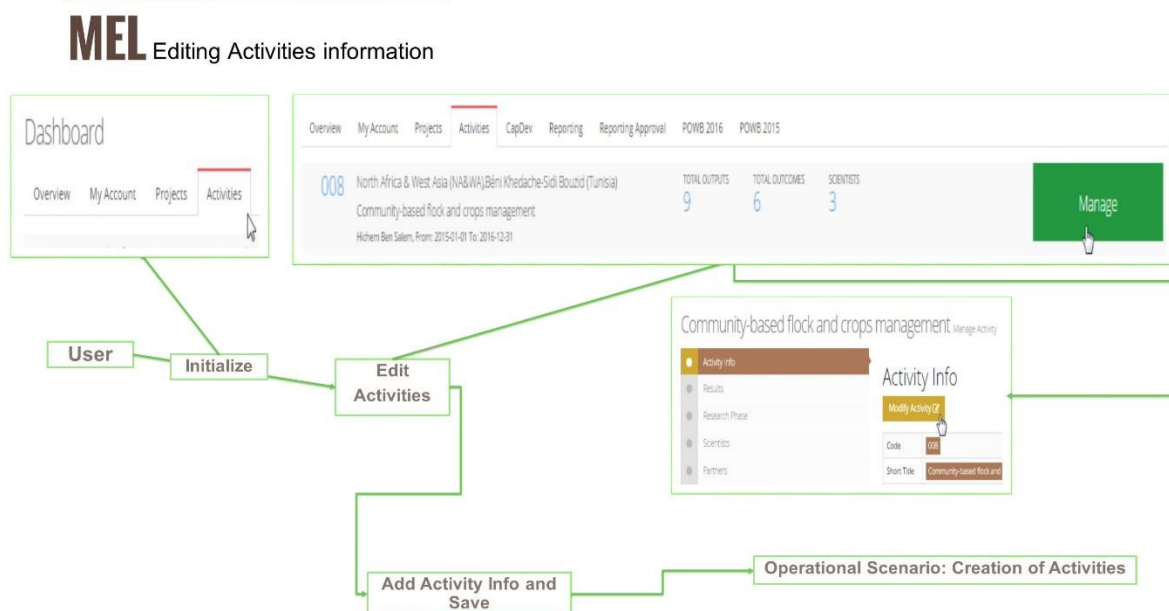 MEL Editing Activities information
Dashboard
Overview My Account Projects Activities
Overview My Account Projects Activities CapDev Reporting Reporting Approval POWB 2016 POWB 2015
008 North Africa & West Asia (NA&WA),Béni Khedache-Sidi Bouzid (Tunisia)
Community-based flock and crops management
Hichem Ben Salem, From: 2015-01-01 To: 2016-12-31
TOTAL OUTPUTS TOTAL OUTCOMES SCIENTISTS
9 6 3
Manage
Community-based flock and crops management Manage Activity
Activity Info
Results
Research Phase
Scientists
Partners
Activity Info
Modify Activity
Code 008
Short Title Community-based flock and
User
Initialize
Edit
Activities
Add Activity Info and
Save
Operational Scenario: Creation of Activities